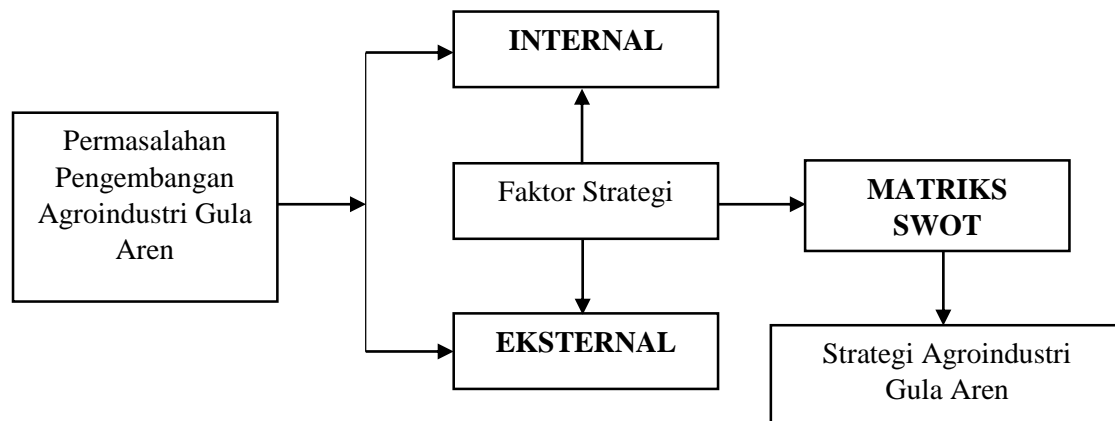 INTERNAL
Permasalahan
Pengembangan
Agroindustri Gula
Aren
Faktor Strategi
MATRIKS
SWOT
EKSTERNAL
Strategi Agroindustri
Gula Aren